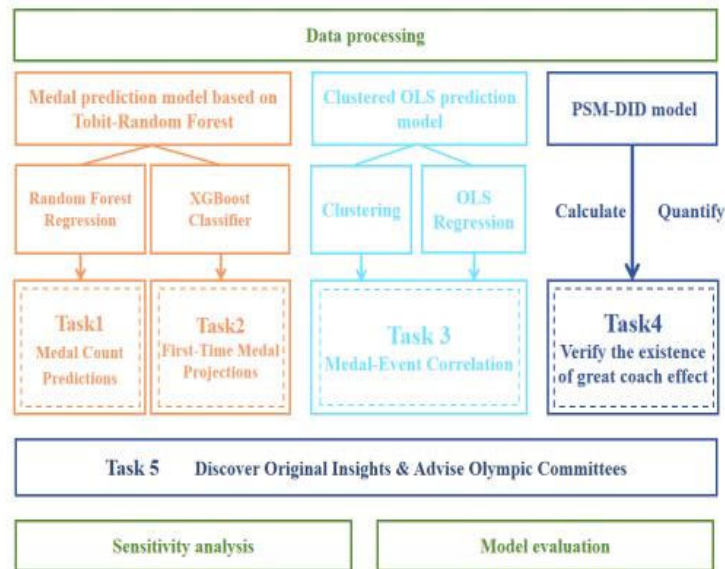 Data processing
Medal prediction model based on
Tobit-Random Forest
Clustered OLS prediction
model
PSM-DID model
Random Forest
Regression
XGBoost
Classifier
Clustering
OLS
Regression
Calculate
Quantify
Task1
Medal Count
Predictions
Task2
First-Time Medal
Projections
Task 3
Medal-Event Correlation
Task4
Verify the existence
of great coach effect
Task 5 Discover Original Insights & Advise Olympic Committees
Sensitivity analysis
Model evaluation